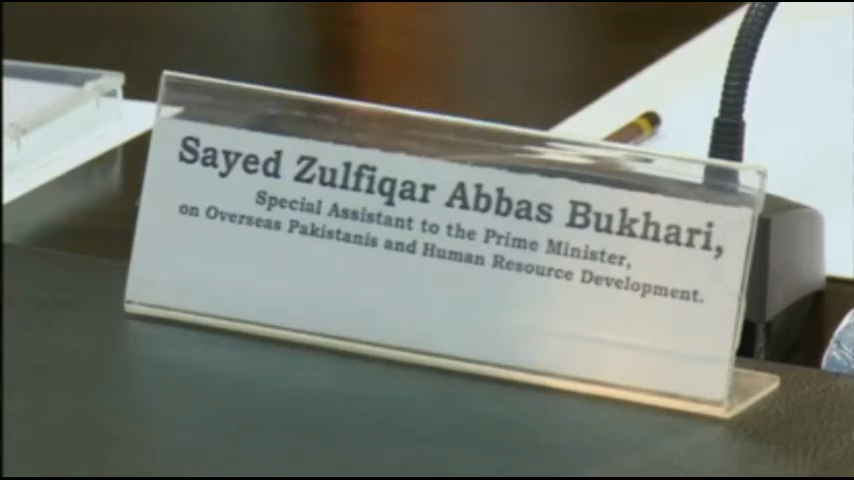 Sayed Zulfiqar Abbas Bukhari,
Special Assistant to the Prime Minister,
on Overseas Pakistanis and Human Resource Development.